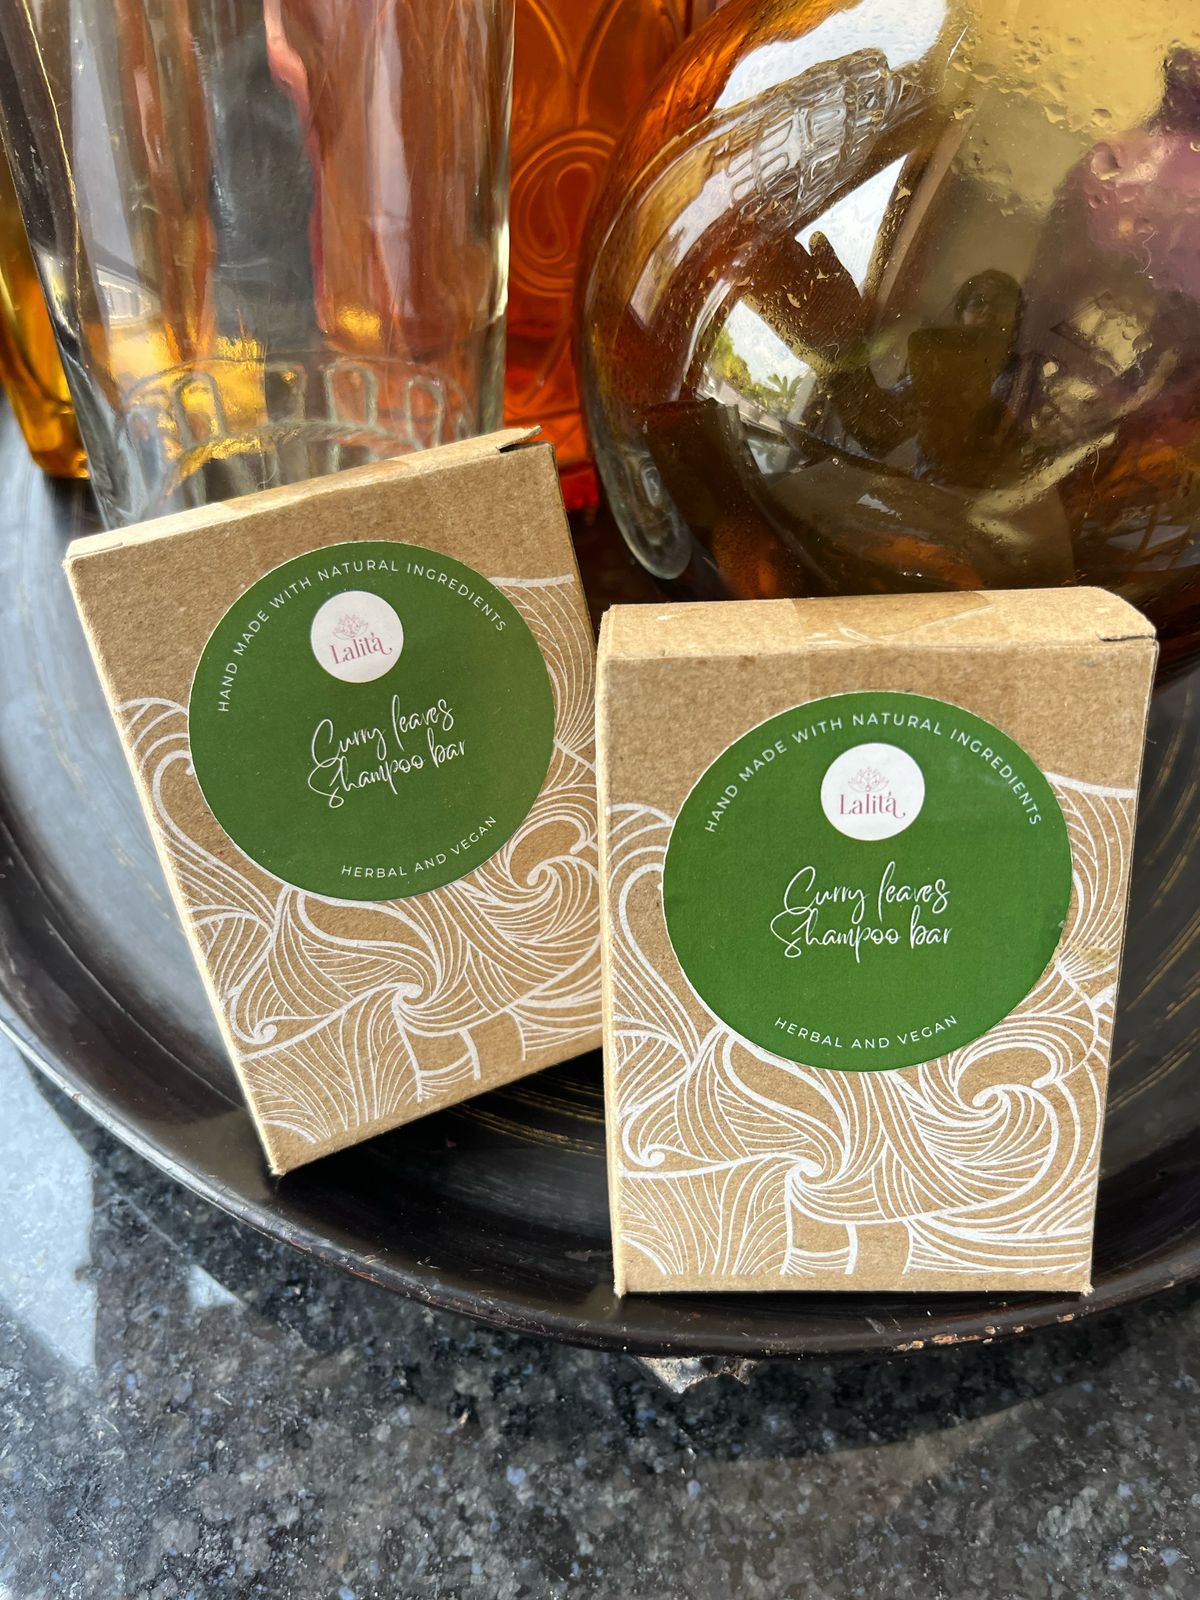 HAND MADE WITH NATURAL INGREDIENTS
Lalitá
Curry leaves
Shampoo bar
HERBAL AND VEGAN
HAND MADE WITH NATURAL INGREDIENTS
Lalitá
Curry leaves
Shampoo bar
HERBAL AND VEGAN